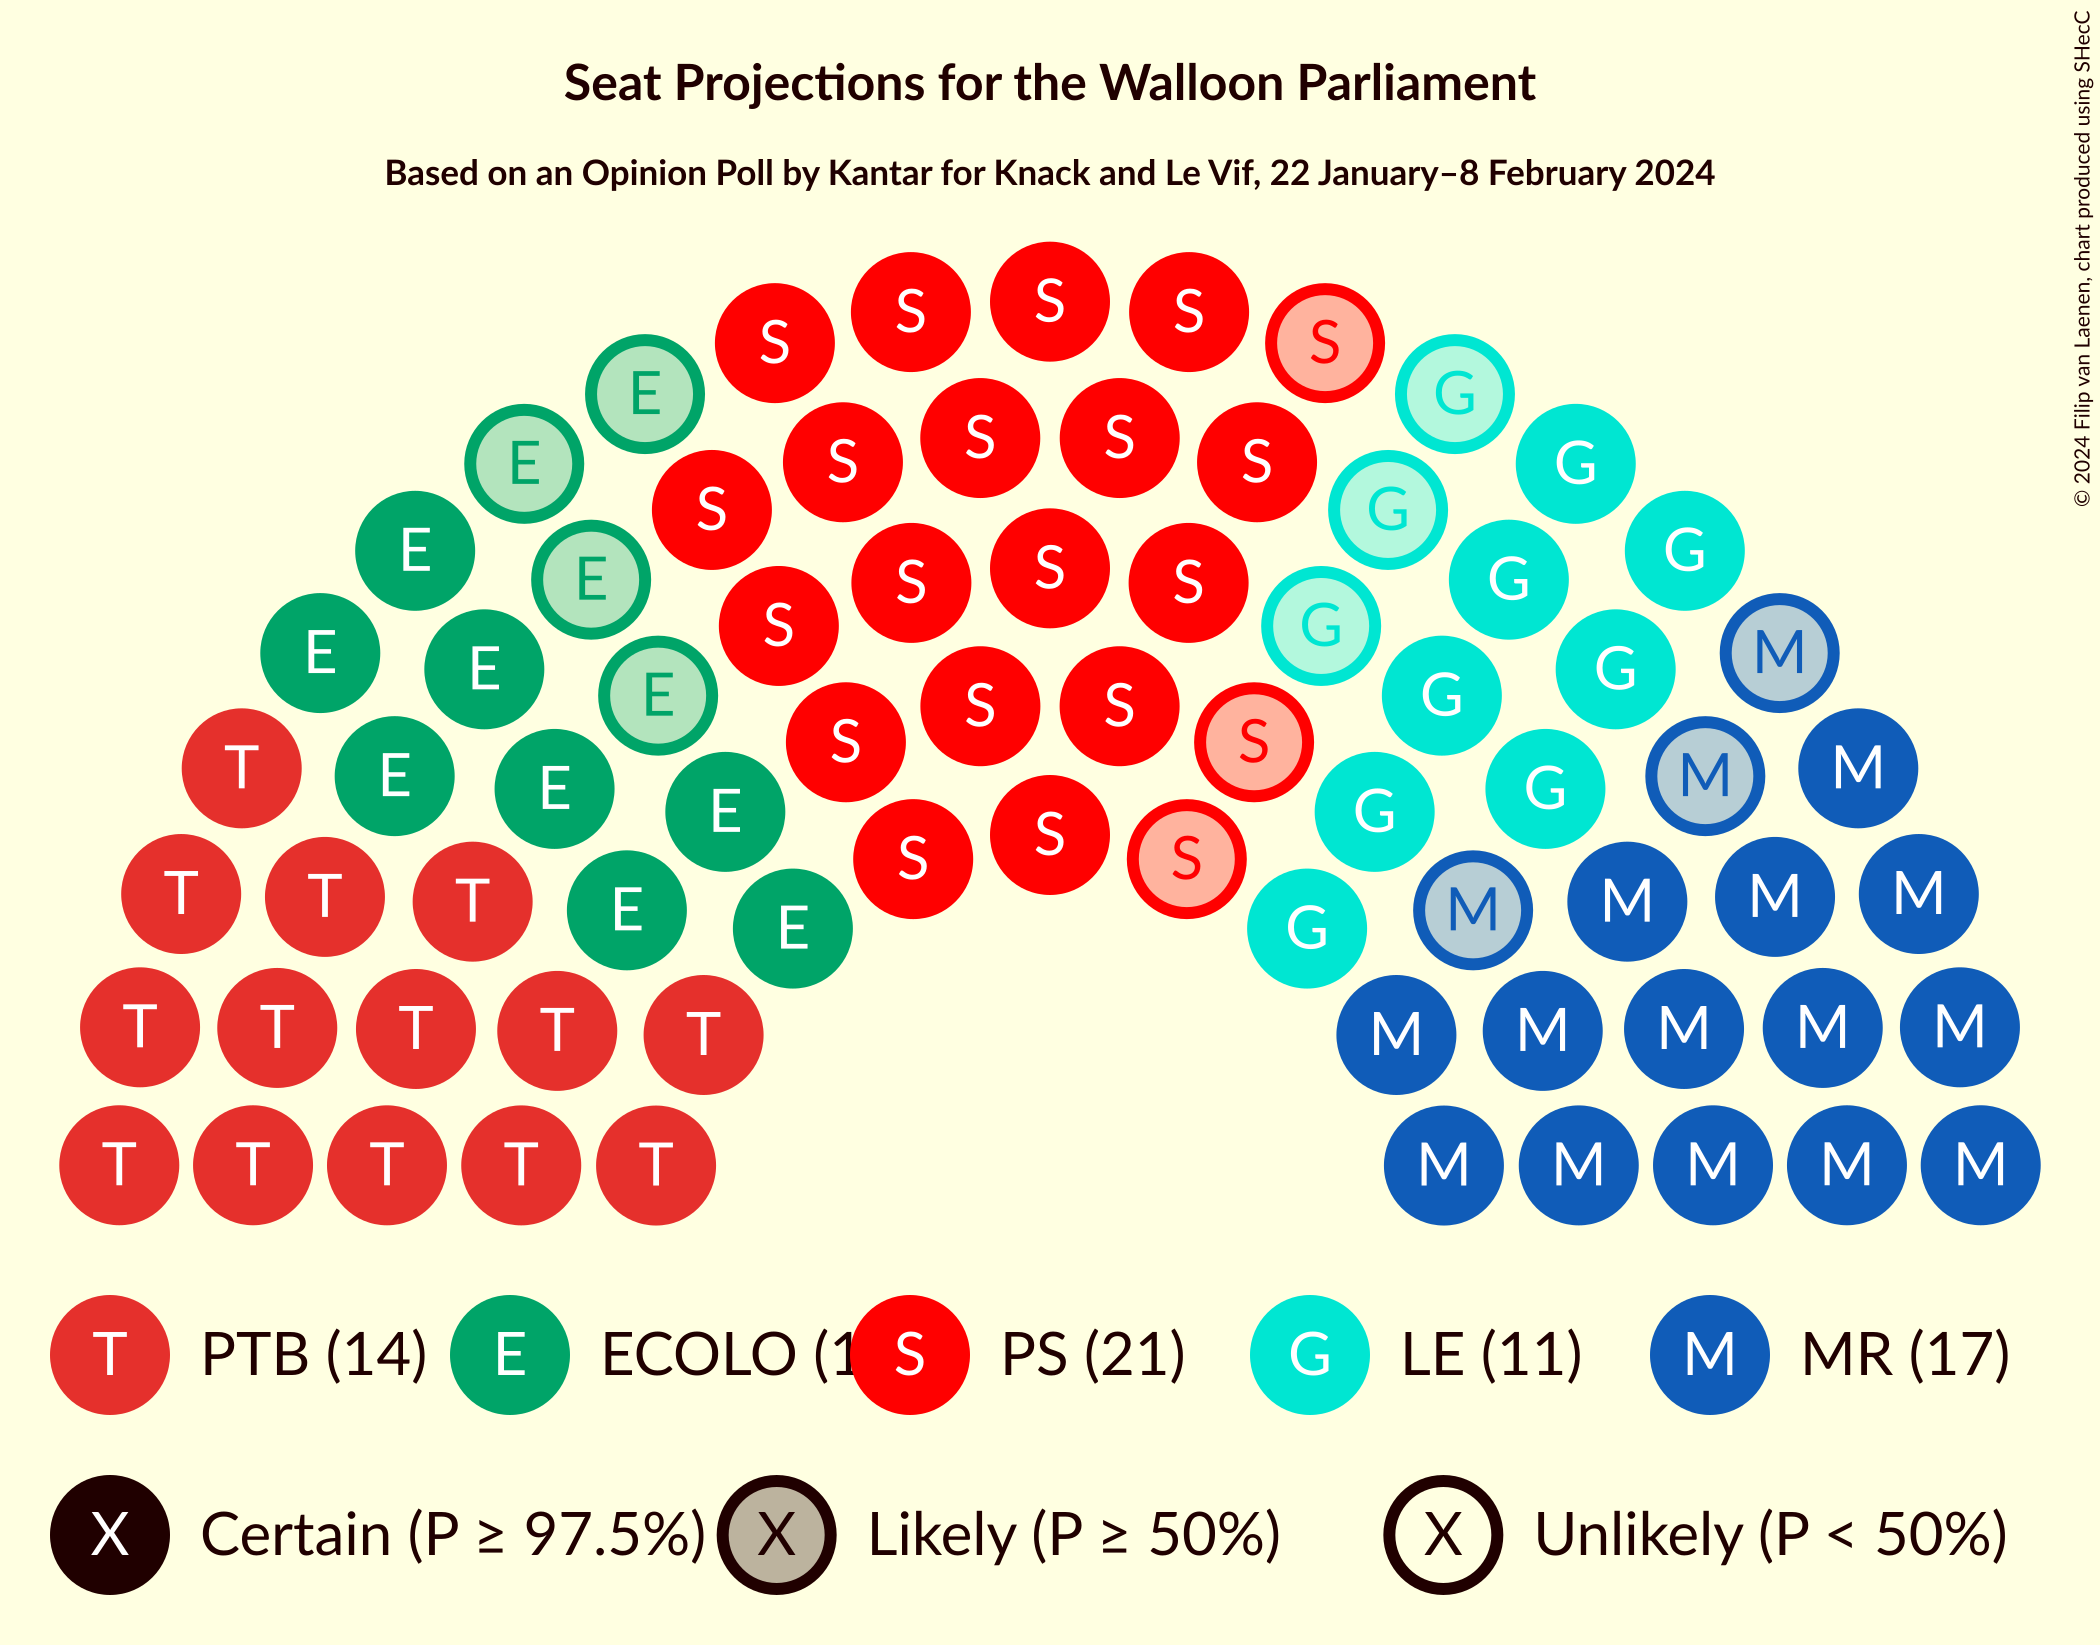 Seat Projections for the Walloon Parliament
Based on an Opinion Poll by Kantar for Knack and Le Vif, 22 January–8 February 2024
© 2024 Filip van Laenen, chart produced using SHecC
S S S S S
E S S S S G
E S S S G
E S S S S G G
E E S S G G G
E E E S S S G G M
T E E E S S S G G M M
T T T E E G M M M M
T T T T T M M M M M
T T T T T M M M M M
T PTB (14) E ECOLO (1 S PS (21) G LE (11) M MR (17)
X Certain (P ≥ 97.5%) X Likely (P ≥ 50%) X Unlikely (P < 50%)